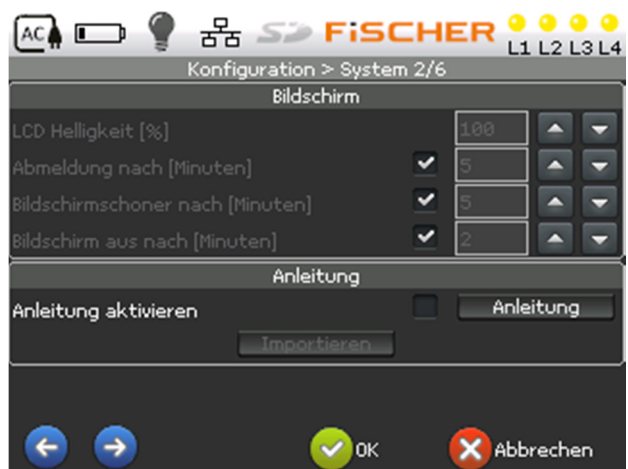 AC SD FiSCHER L1 L2 L3 L4
Konfiguration > System 2/6
Bildschirm
LCD Helligkeit [%] 100
Abmeldung nach [Minuten] 5
Bildschirmschoner nach [Minuten] 5
Bildschirm aus nach [Minuten] 2
Anleitung
Anleitung aktivieren Anleitung
Importieren
OK Abbrechen